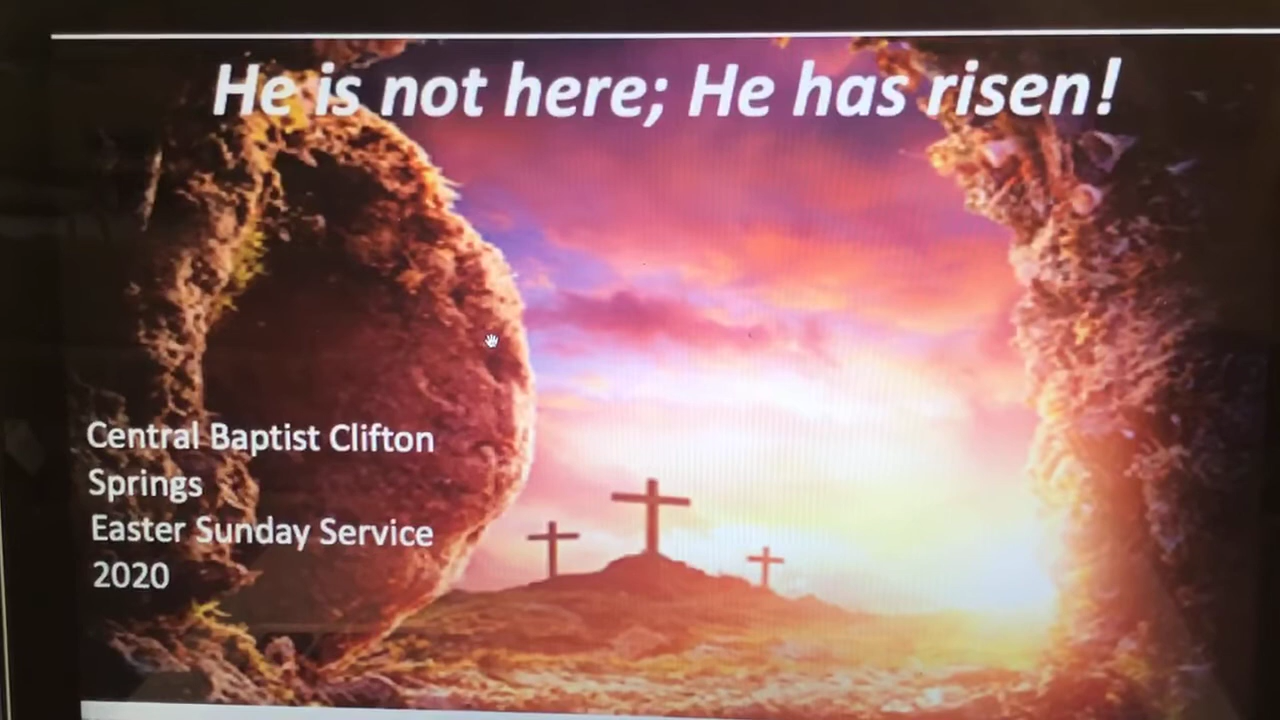 He is not here; He has risen!
Central Baptist Clifton
Springs
Easter Sunday Service
2020